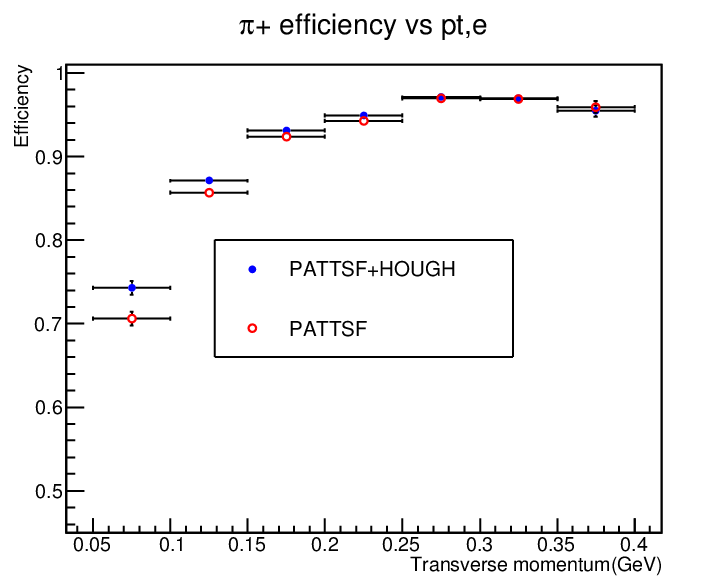 π+ efficiency vs pt,e
Efficiency
1
0.9
0.8
0.7
0.6
0.5
PATTSF+HOUGH
PATTSF
0.05 0.1 0.15 0.2 0.25 0.3 0.35 0.4
Transverse momentum(GeV)